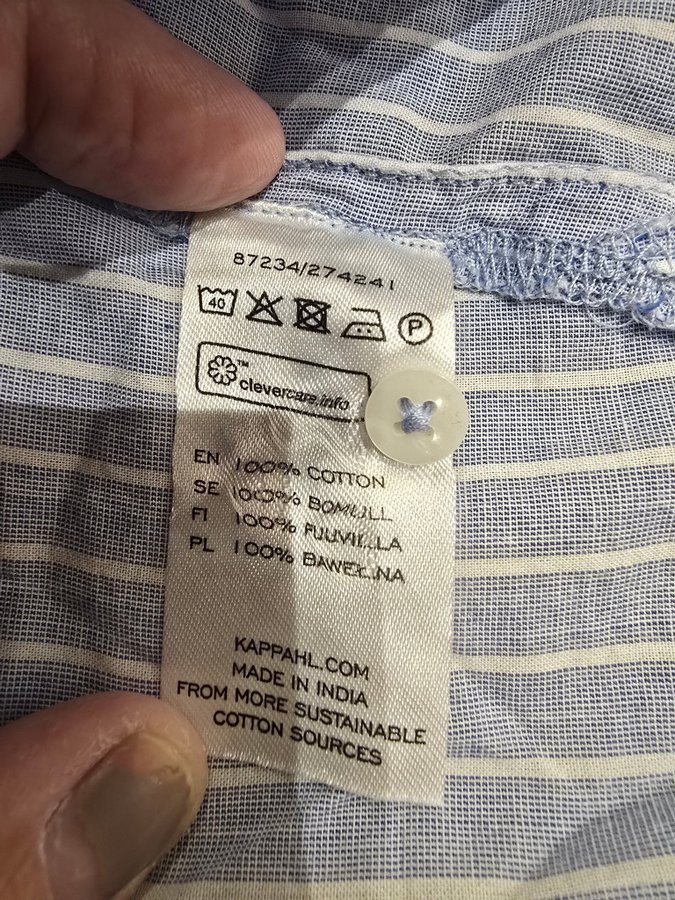 87234/274241
40 P
™ clevercare.info
EN 100% COTTON
SE 100% BOMULL
FI 100% PUUVILLA
PL 100% BAWEŁNA
KAPPAHL.COM
MADE IN INDIA
FROM MORE SUSTAINABLE
COTTON SOURCES